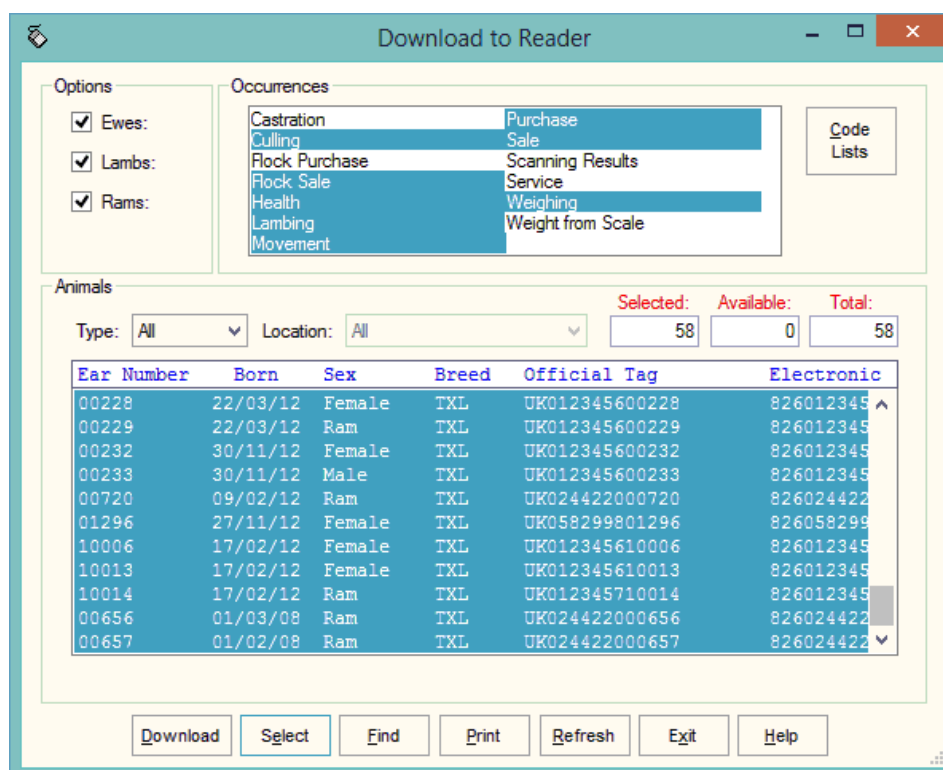 Download to Reader
Options
Ewes:
Lambs:
Rams:
Occurrences
Castration
Culling
Flock Purchase
Flock Sale
Health
Lambing
Movement
Purchase
Sale
Scanning Results
Service
Weighing
Weight from Scale
Code
Lists
Animals
Type: All Location: All
Selected: Available: Total:
58 0 58
Ear Number Born Sex Breed Official Tag Electronic
00228 22/03/12 Female TXL UK012345600228 826012345
00229 22/03/12 Ram TXL UK012345600229 826012345
00232 30/11/12 Female TXL UK012345600232 826012345
00233 30/11/12 Male TXL UK012345600233 826012345
00720 09/02/12 Ram TXL UK024422000720 826024422
01296 27/11/12 Female TXL UK058299801296 826058299
10006 17/02/12 Female TXL UK012345610006 826012345
10013 17/02/12 Female TXL UK012345610013 826012345
10014 17/02/12 Ram TXL UK012345710014 826012345
00656 01/03/08 Ram TXL UK024422000656 826024422
00657 01/02/08 Ram TXL UK024422000657 826024422
Download Select Find Print Refresh Exit Help